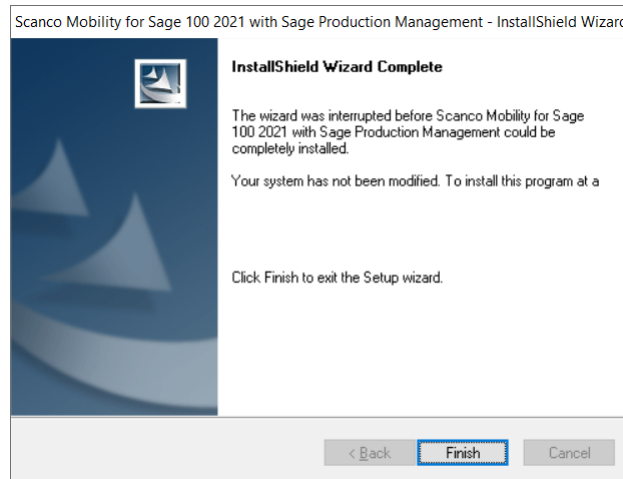 Scanco Mobility for Sage 100 2021 with Sage Production Management - InstallShield Wizard
InstallShield Wizard Complete
The wizard was interrupted before Scanco Mobility for Sage
100 2021 with Sage Production Management could be
completely installed.
Your system has not been modified. To install this program at a
Click Finish to exit the Setup wizard.
< Back
Finish
Cancel